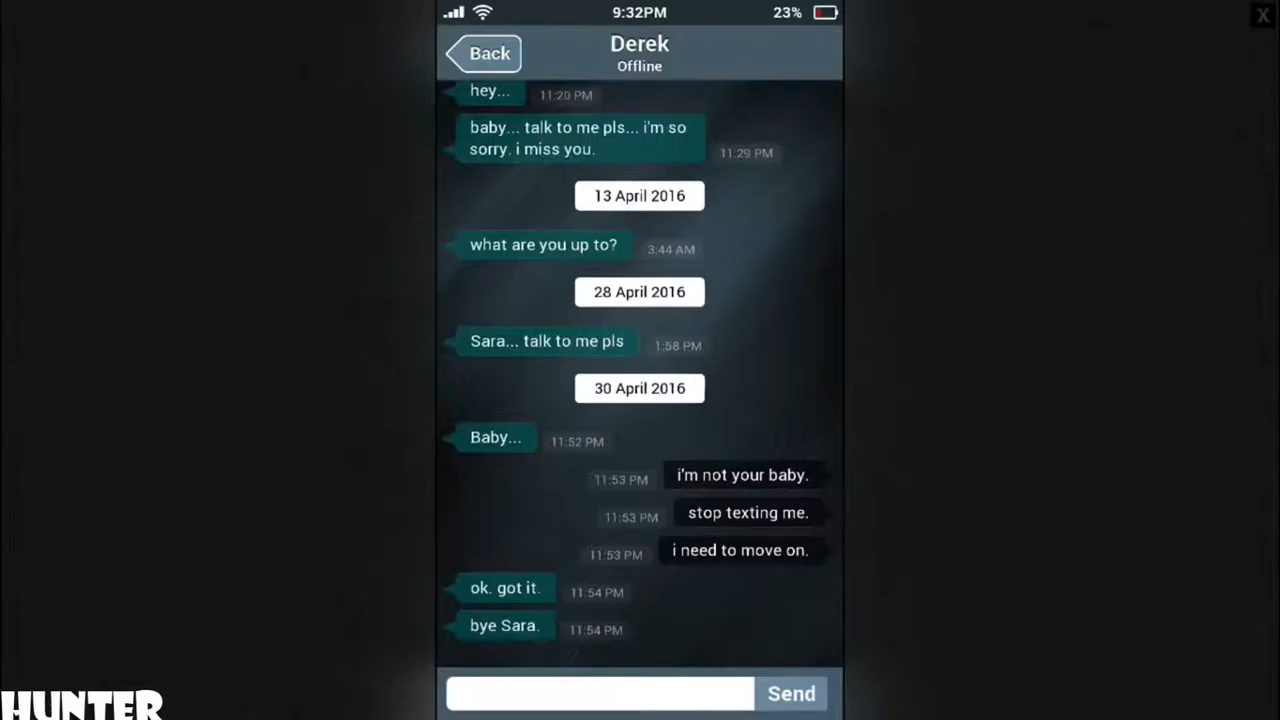 9:32PM
23%
X
Back
Derek
Offline
hey...
11:20 PM
baby... talk to me pls... i'm so
sorry. i miss you.
11:29 PM
13 April 2016
what are you up to?
3:44 AM
28 April 2016
Sara... talk to me pls
1:58 PM
30 April 2016
Baby...
11:52 PM
11:53 PM
i'm not your baby.
11:53 PM
stop texting me.
11:53 PM
i need to move on.
ok. got it.
11:54 PM
bye Sara.
11:54 PM
Send
HUNTER